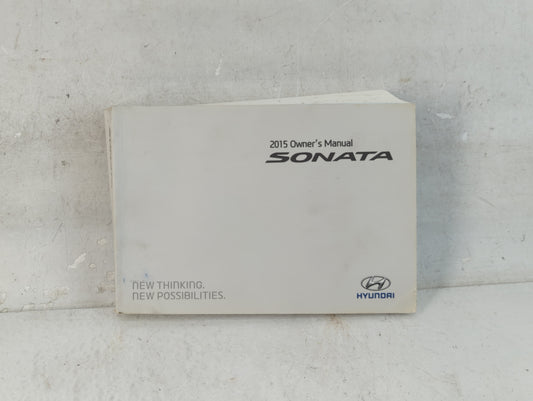 2015 Owner's Manual
SONATA
NEW THINKING.
NEW POSSIBILITIES.
HYUNDAI